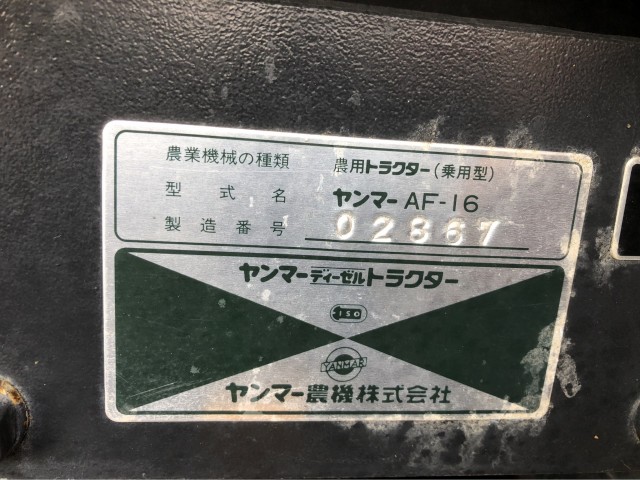 農業機械の種類 農用トラクター(乗用型)
型式名 ヤンマー AF-16
製造番号 02867
ヤンマーディーゼルトラクター
ISO
YANMAR
ヤンマー農機株式会社